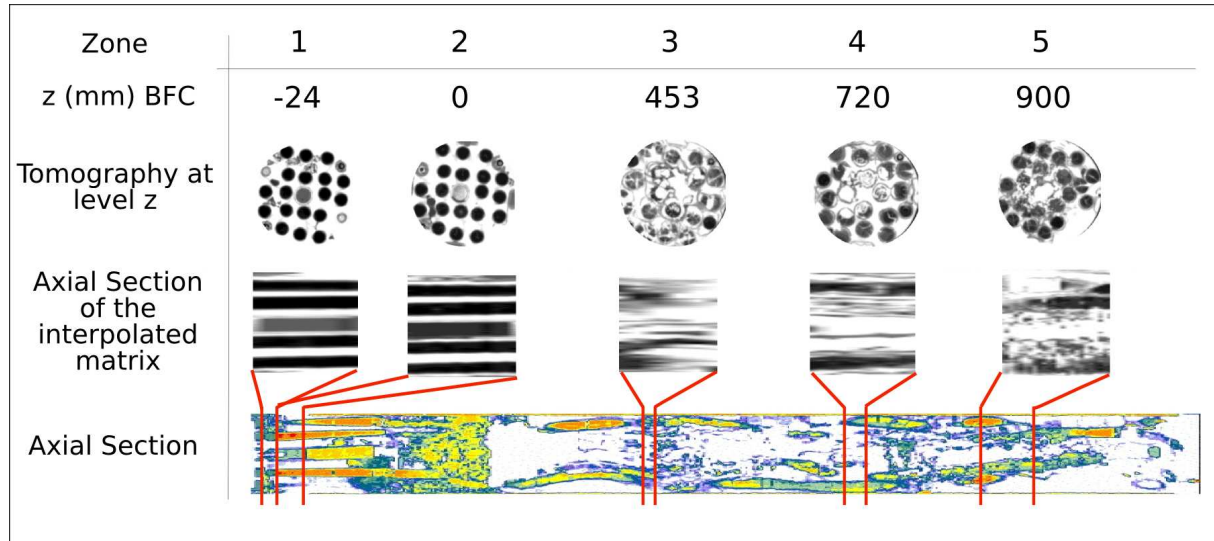 Zone 1 2 3 4 5
z (mm) BFC -24 0 453 720 900
Tomography at
level z
Axial Section
of the
interpolated
matrix
Axial Section